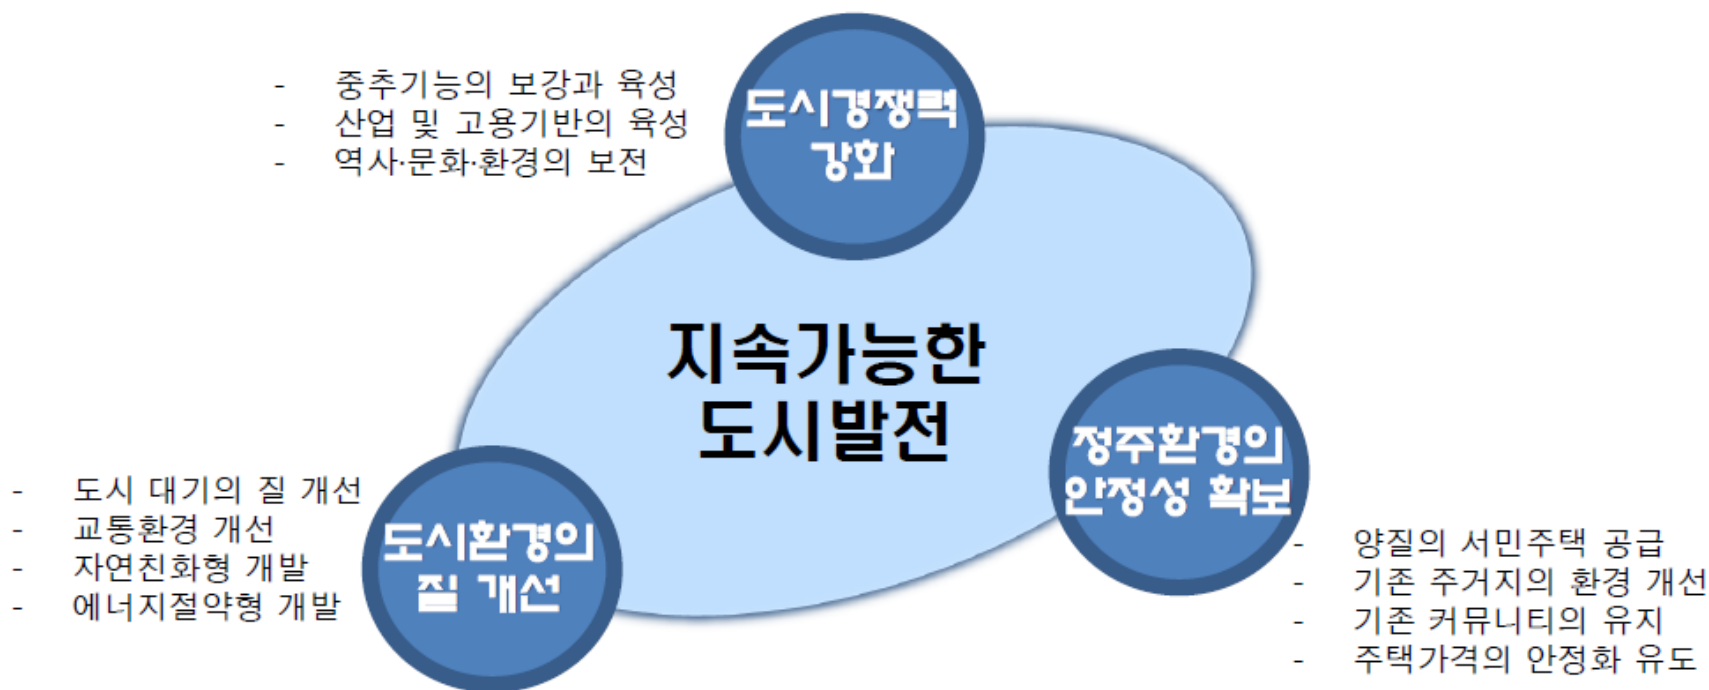 - 중추기능의 보강과 육성
- 산업 및 고용기반의 육성
- 역사·문화·환경의 보전
도시경쟁력
강화
지속가능한
도시발전
정주환경의
안정성 확보
- 양질의 서민주택 공급
- 기존 주거지의 환경 개선
- 기존 커뮤니티의 유지
- 주택가격의 안정화 유도
- 도시 대기의 질 개선
- 교통환경 개선
- 자연친화형 개발
- 에너지절약형 개발
도시환경의
질 개선